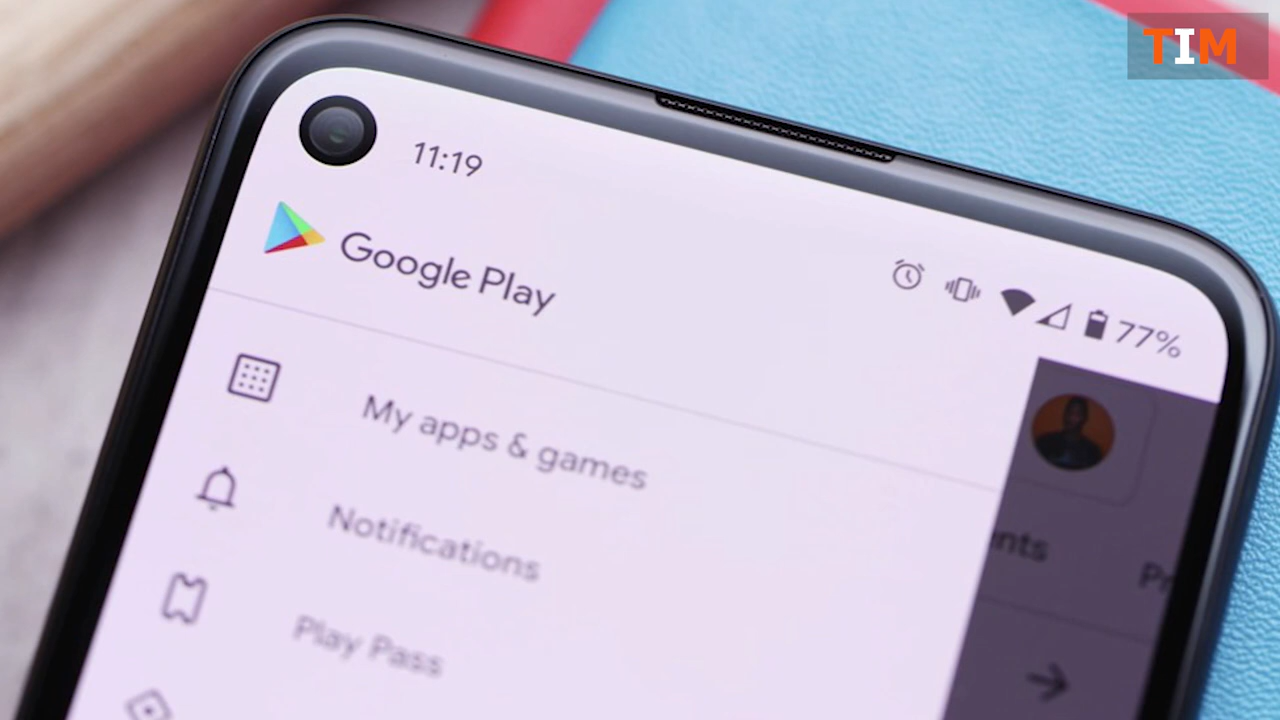 TIM
11:19
77%
Google Play
My apps & games
Notifications
Play Pass